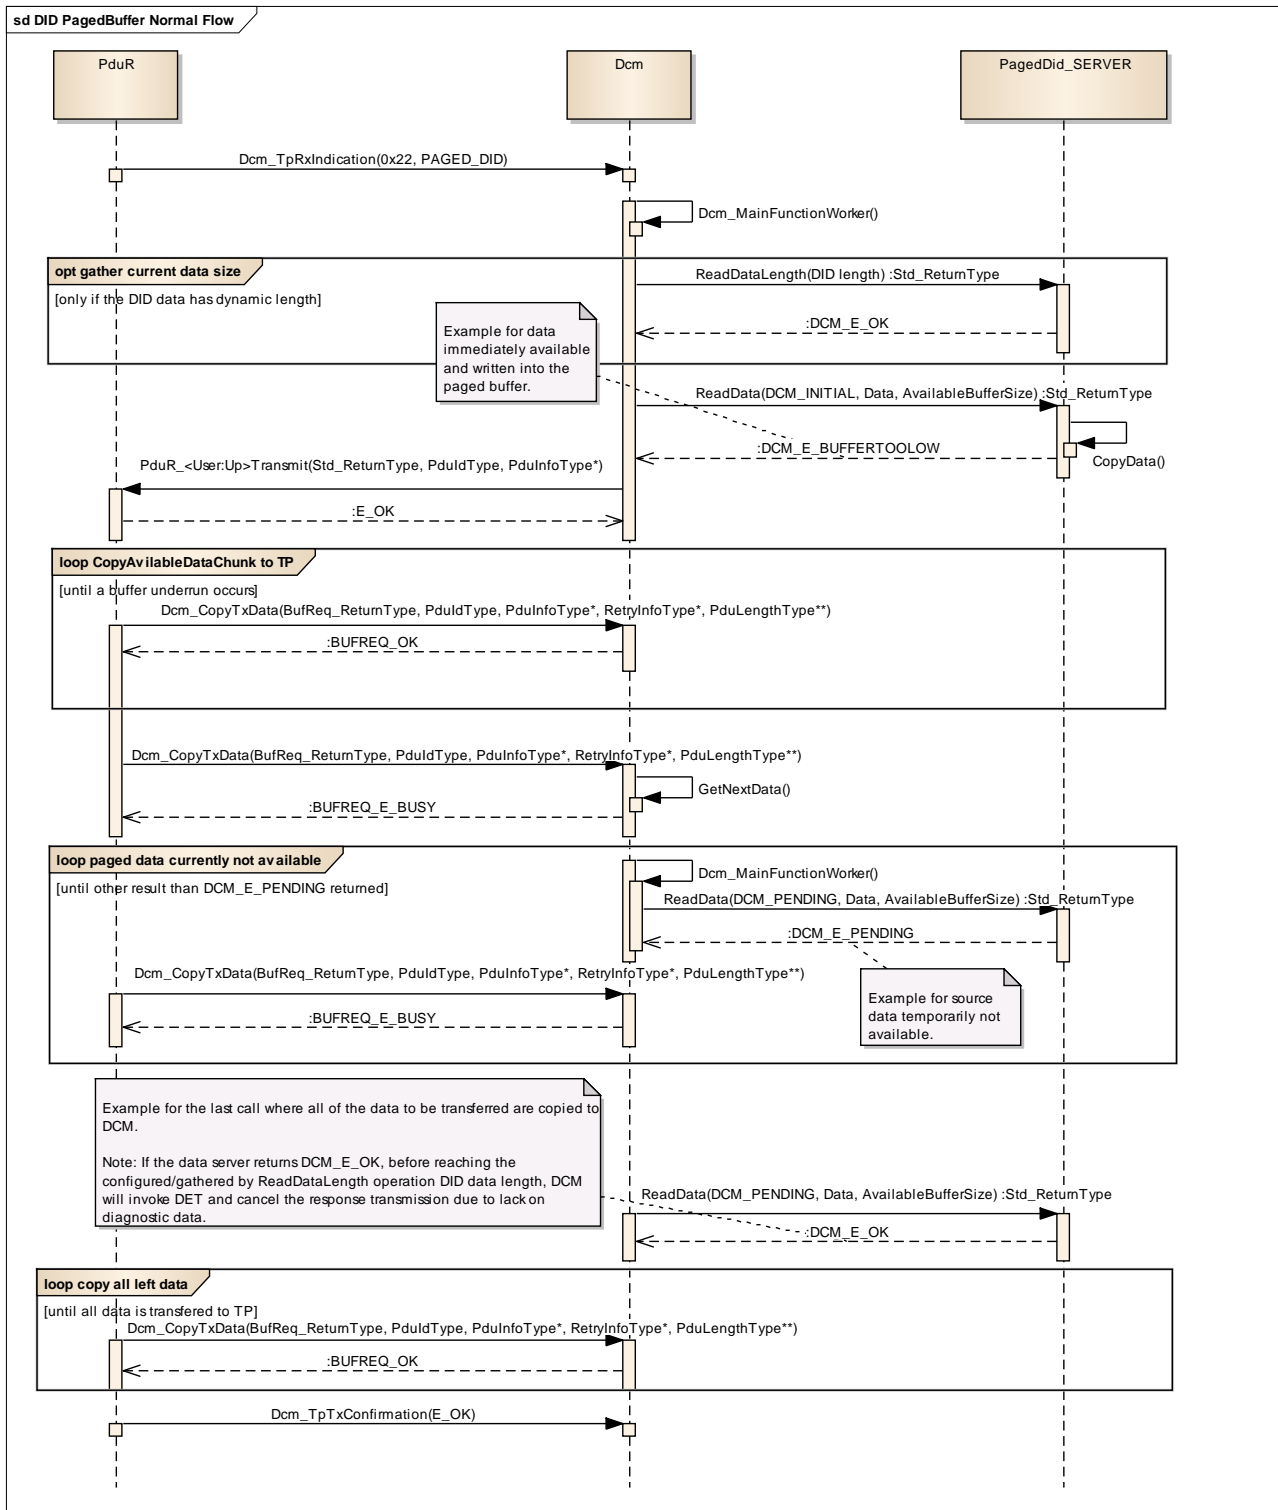 sd DID PagedBuffer Normal Flow
PduR
Dcm
PagedDid_SERVER
Dcm_TpRxIndication(0x22, PAGED_DID)
Dcm_MainFunctionWorker()
opt gather current data size
[only if the DID data has dynamic length]
ReadDataLength(DID length) :Std_ReturnType
:DCM_E_OK
Example for data
immediately available
and written into the
paged buffer.
ReadData(DCM_INITIAL, Data, AvailableBufferSize) :Std_ReturnType
:DCM_E_BUFFERTOOLOW
CopyData()
PduR_<User:Up>Transmit(Std_ReturnType, PduIdType, PduInfoType*)
:E_OK
loop CopyAvilableDataChunk to TP
[until a buffer underrun occurs]
Dcm_CopyTxData(BufReq_ReturnType, PduIdType, PduInfoType*, RetryInfoType*, PduLengthType**)
:BUFREQ_OK
Dcm_CopyTxData(BufReq_ReturnType, PduIdType, PduInfoType*, RetryInfoType*, PduLengthType**)
GetNextData()
:BUFREQ_E_BUSY
loop paged data currently not available
[until other result than DCM_E_PENDING returned]
Dcm_MainFunctionWorker()
ReadData(DCM_PENDING, Data, AvailableBufferSize) :Std_ReturnType
:DCM_E_PENDING
Dcm_CopyTxData(BufReq_ReturnType, PduIdType, PduInfoType*, RetryInfoType*, PduLengthType**)
:BUFREQ_E_BUSY
Example for source
data temporarily not
available.
Example for the last call where all of the data to be transferred are copied to
DCM.
Note: If the data server returns DCM_E_OK, before reaching the
configured/gathered by ReadDataLength operation DID data length, DCM
will invoke DET and cancel the response transmission due to lack on
diagnostic data.
ReadData(DCM_PENDING, Data, AvailableBufferSize) :Std_ReturnType
:DCM_E_OK
loop copy all left data
[until all data is transfered to TP]
Dcm_CopyTxData(BufReq_ReturnType, PduIdType, PduInfoType*, RetryInfoType*, PduLengthType**)
:BUFREQ_OK
Dcm_TpTxConfirmation(E_OK)